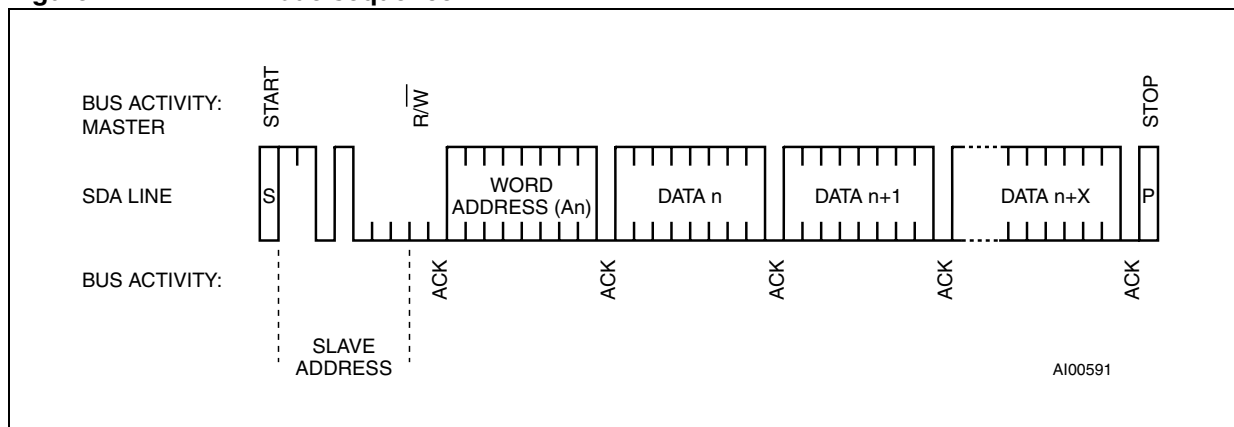 BUS ACTIVITY:
MASTER
START
R/W
STOP
SDA LINE
S
WORD
ADDRESS (An)
DATA n
DATA n+1
DATA n+X
P
BUS ACTIVITY:
ACK
ACK
ACK
ACK
ACK
SLAVE
ADDRESS
AI00591